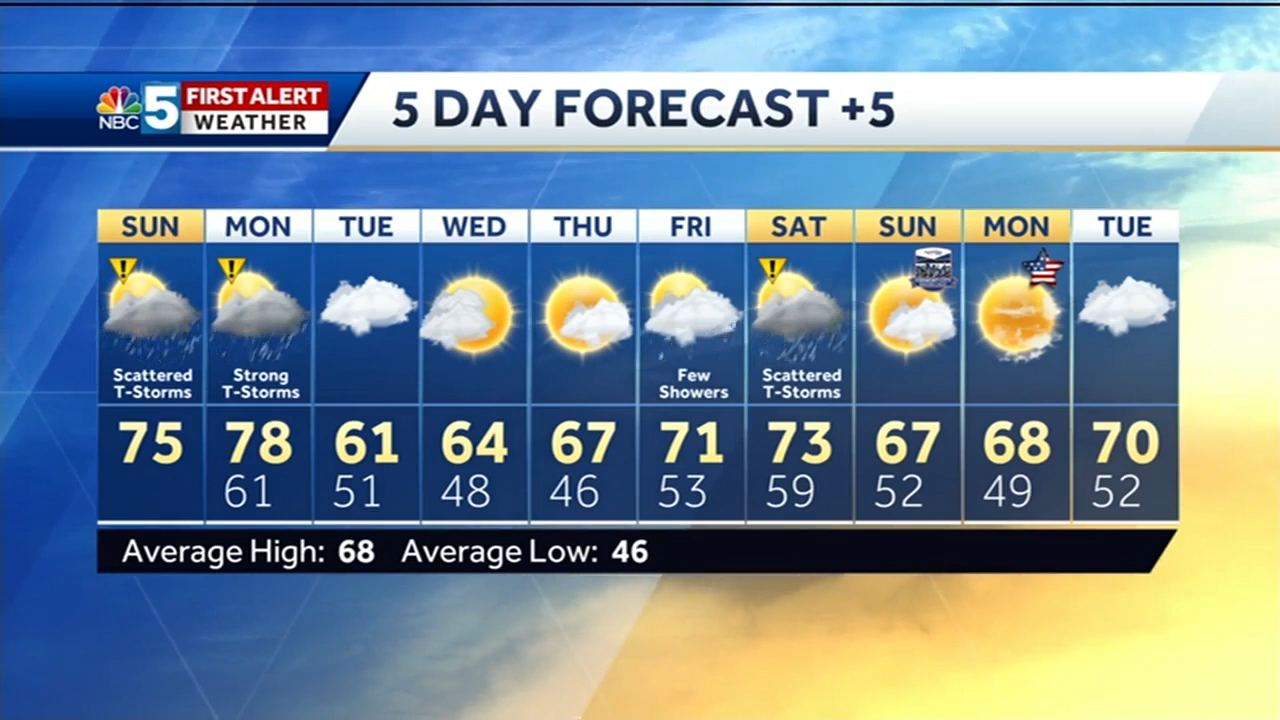 NBC 5 FIRST ALERT WEATHER
5 DAY FORECAST +5
SUN MON TUE WED THU FRI SAT SUN MON TUE
! ! !
Scattered T-Storms
Strong T-Storms
Few Showers
Scattered T-Storms
75 78 61 64 67 71 73 67 68 70
61 51 48 46 53 59 52 49 52
Average High: 68 Average Low: 46